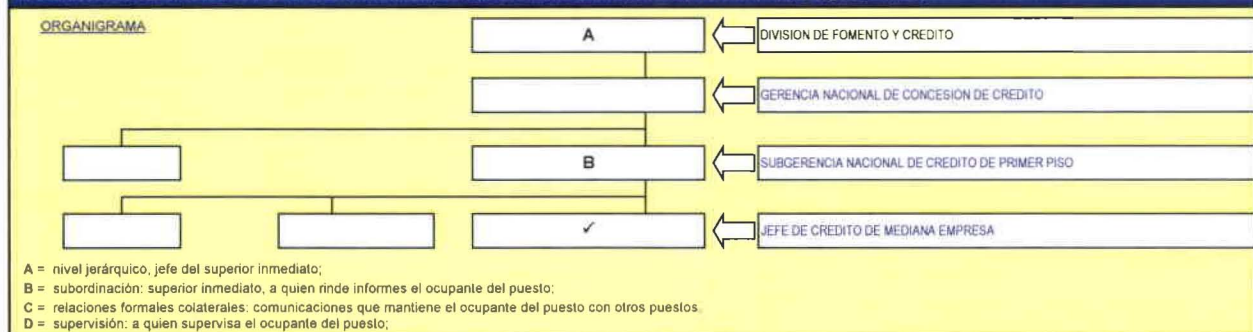 ORGANIGRAMA
A
DIVISION DE FOMENTO Y CREDITO
GERENCIA NACIONAL DE CONCESION DE CREDITO
B
SUBGERENCIA NACIONAL DE CREDITO DE PRIMER PISO
✓
JEFE DE CREDITO DE MEDIANA EMPRESA
A = nivel jerárquico, jefe del superior inmediato;
B = subordinación: superior inmediato, a quien rinde informes el ocupante del puesto;
C = relaciones formales colaterales: comunicaciones que mantiene el ocupante del puesto con otros puestos.
D = supervisión: a quien supervisa el ocupante del puesto;